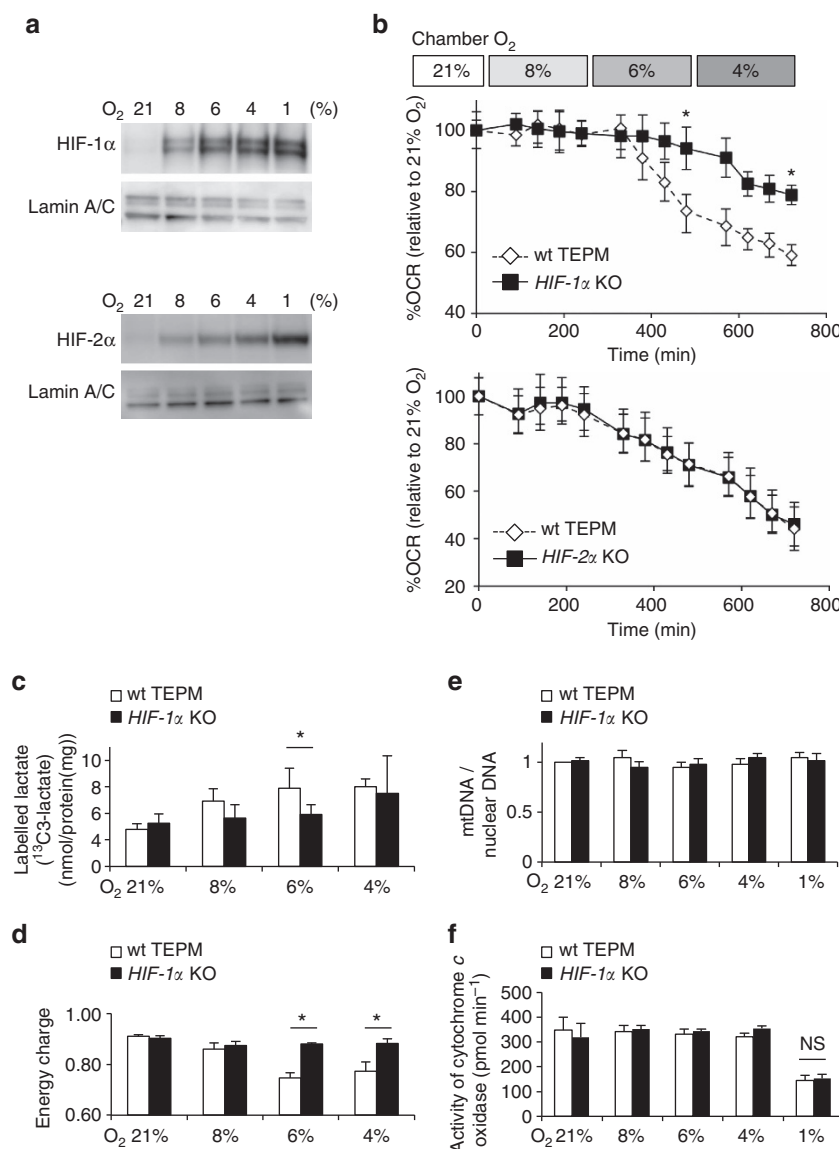 a
O2 21 8 6 4 1 (%)
HIF-1α
Lamin A/C
O2 21 8 6 4 1 (%)
HIF-2α
Lamin A/C
b
Chamber O2
21% 8% 6% 4%
%OCR (relative to 21% O2)
100
80
60
40
wt TEPM
HIF-1α KO
*
*
0 200 400 600 800
Time (min)
%OCR (relative to 21% O2)
100
80
60
40
20
wt TEPM
HIF-2α KO
0 200 400 600 800
Time (min)
c
wt TEPM
HIF-1α KO
Labelled lactate
(13C3-lactate)
(nmol/protein(mg))
10
8
6
4
0
*
O2 21% 8% 6% 4%
d
wt TEPM
HIF-1α KO
Energy charge
1.00
0.80
0.60
* *
O2 21% 8% 6% 4%
e
wt TEPM
HIF-1α KO
mtDNA /
nuclear DNA
1
0.5
0
O2 21% 8% 6% 4% 1%
f
wt TEPM
HIF-1α KO
Activity of cytochrome c
oxidase (pmol min−1)
500
400
300
200
100
0
NS
O2 21% 8% 6% 4% 1%